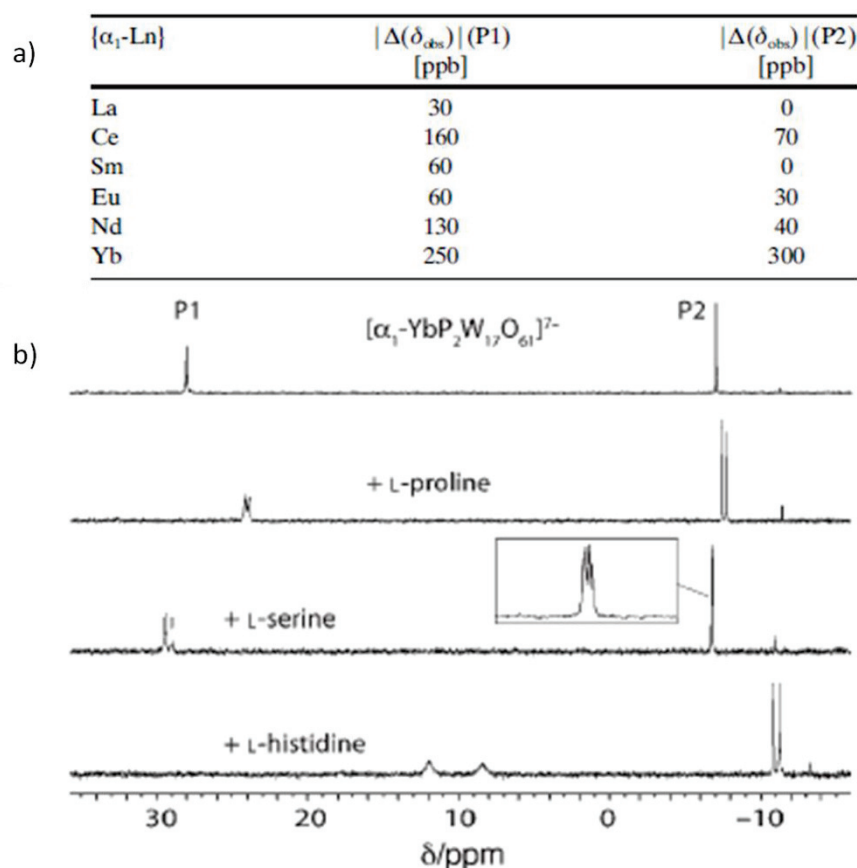 a)
{α₁-Ln} |Δ(δobs)|(P1) |Δ(δobs)|(P2)
[ppb] [ppb]
La 30 0
Ce 160 70
Sm 60 0
Eu 60 30
Nd 130 40
Yb 250 300
b)
P1 [α₁-YbP₂W₁₇O₆₁]⁷⁻ P2
+ L-proline
+ L-serine
+ L-histidine
30 20 10 0 −10
δ/ppm